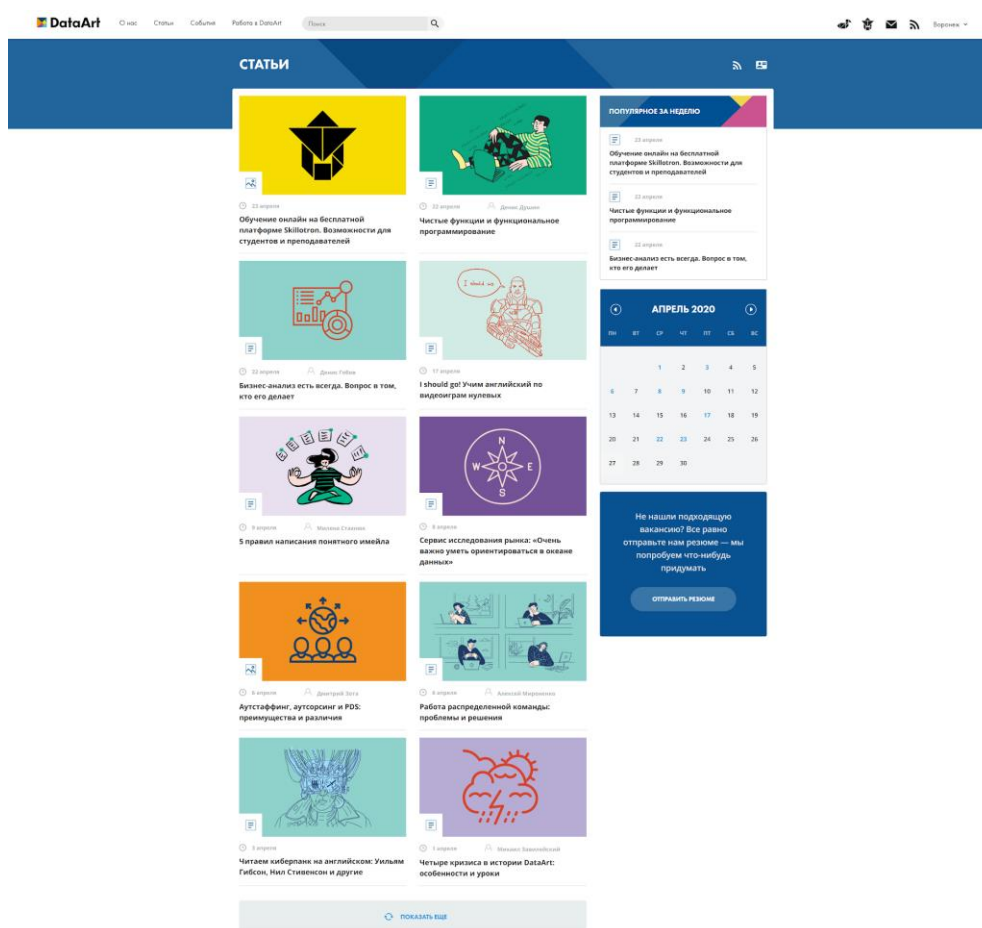 DataArt
О нас Статьи События Работа в DataArt Поиск Воронеж
СТАТЬИ
23 апреля
Обучение онлайн на бесплатной
платформе Skillotron. Возможности для
студентов и преподавателей
22 апреля
Чистые функции и функциональное
программирование
I should go
22 апреля Денис Гобов
Бизнес-анализ есть всегда. Вопрос в том,
кто его делает
17 апреля
I should go! Учим английский по
видеоиграм нулевых
N
W E
S
9 апреля
5 правил написания понятного имейла
8 апреля
Сервис исследования рынка: «Очень
важно уметь ориентироваться в океане
данных»
6 апреля Дмитрий
Аутстаффинг, аутсорсинг и PDS:
преимущества и различия
6 апреля Алексей Мироненко
Работа распределенной команды:
проблемы и решения
3 апреля
Читаем киберпанк на английском: Уильям
Гибсон, Нил Стивенсон и другие
1 апреля Михаил Завилейский
Четыре кризиса в истории DataArt:
особенности и уроки
ПОКАЗАТЬ ЕЩЕ
ПОПУЛЯРНОЕ ЗА НЕДЕЛЮ
23 апреля
Обучение онлайн на бесплатной
платформе Skillotron. Возможности для
студентов и преподавателей
22 апреля
Чистые функции и функциональное
программирование
22 апреля
Бизнес-анализ есть всегда. Вопрос в том,
кто его делает
АПРЕЛЬ 2020
ПН ВТ СР ЧТ ПТ СБ ВС
1 2 3 4 5
6 7 8 9 10 11 12
13 14 15 16 17 18 19
20 21 22 23 24 25 26
27 28 29 30
Не нашли подходящую
вакансию? Все равно
отправьте нам резюме — мы
попробуем что-нибудь
придумать
ОТПРАВИТЬ РЕЗЮМЕ